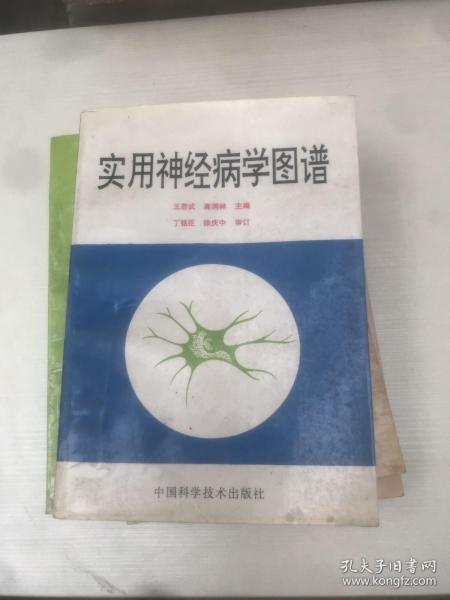 实用神经病学图谱
王君武 高润林 主编
丁铭臣 徐庆中 审订
中国科学技术出版社
孔夫子旧书网
www.kongfz.com